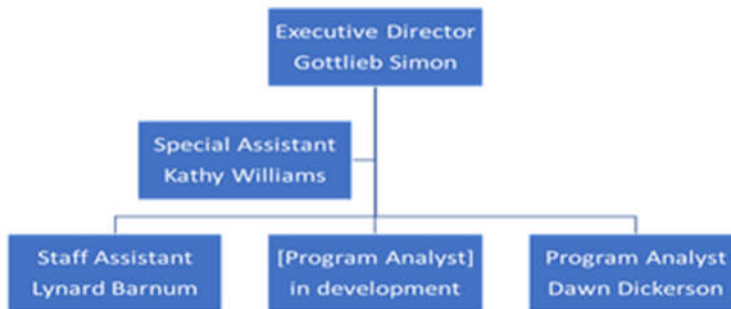 Executive Director
Gottlieb Simon
Special Assistant
Kathy Williams
Staff Assistant
Lynard Barnum
[Program Analyst]
in development
Program Analyst
Dawn Dickerson